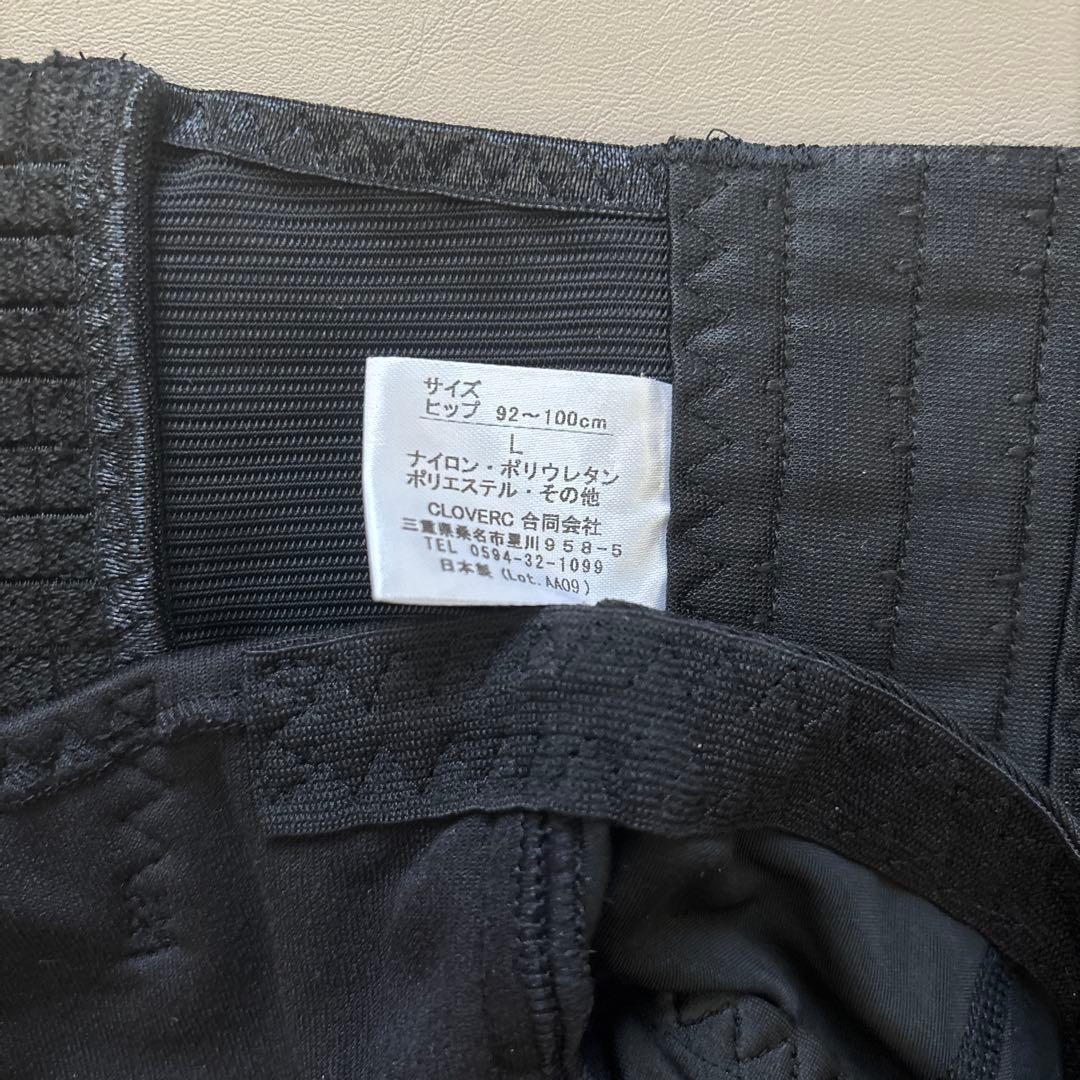 サイズ
ヒップ 92～100cm
L
ナイロン・ポリウレタン
ポリエステル・その他
CLOVERC 合同会社
三重県桑名市星川958-5
TEL 0594-32-1099
日本製 (Lot.AA09)